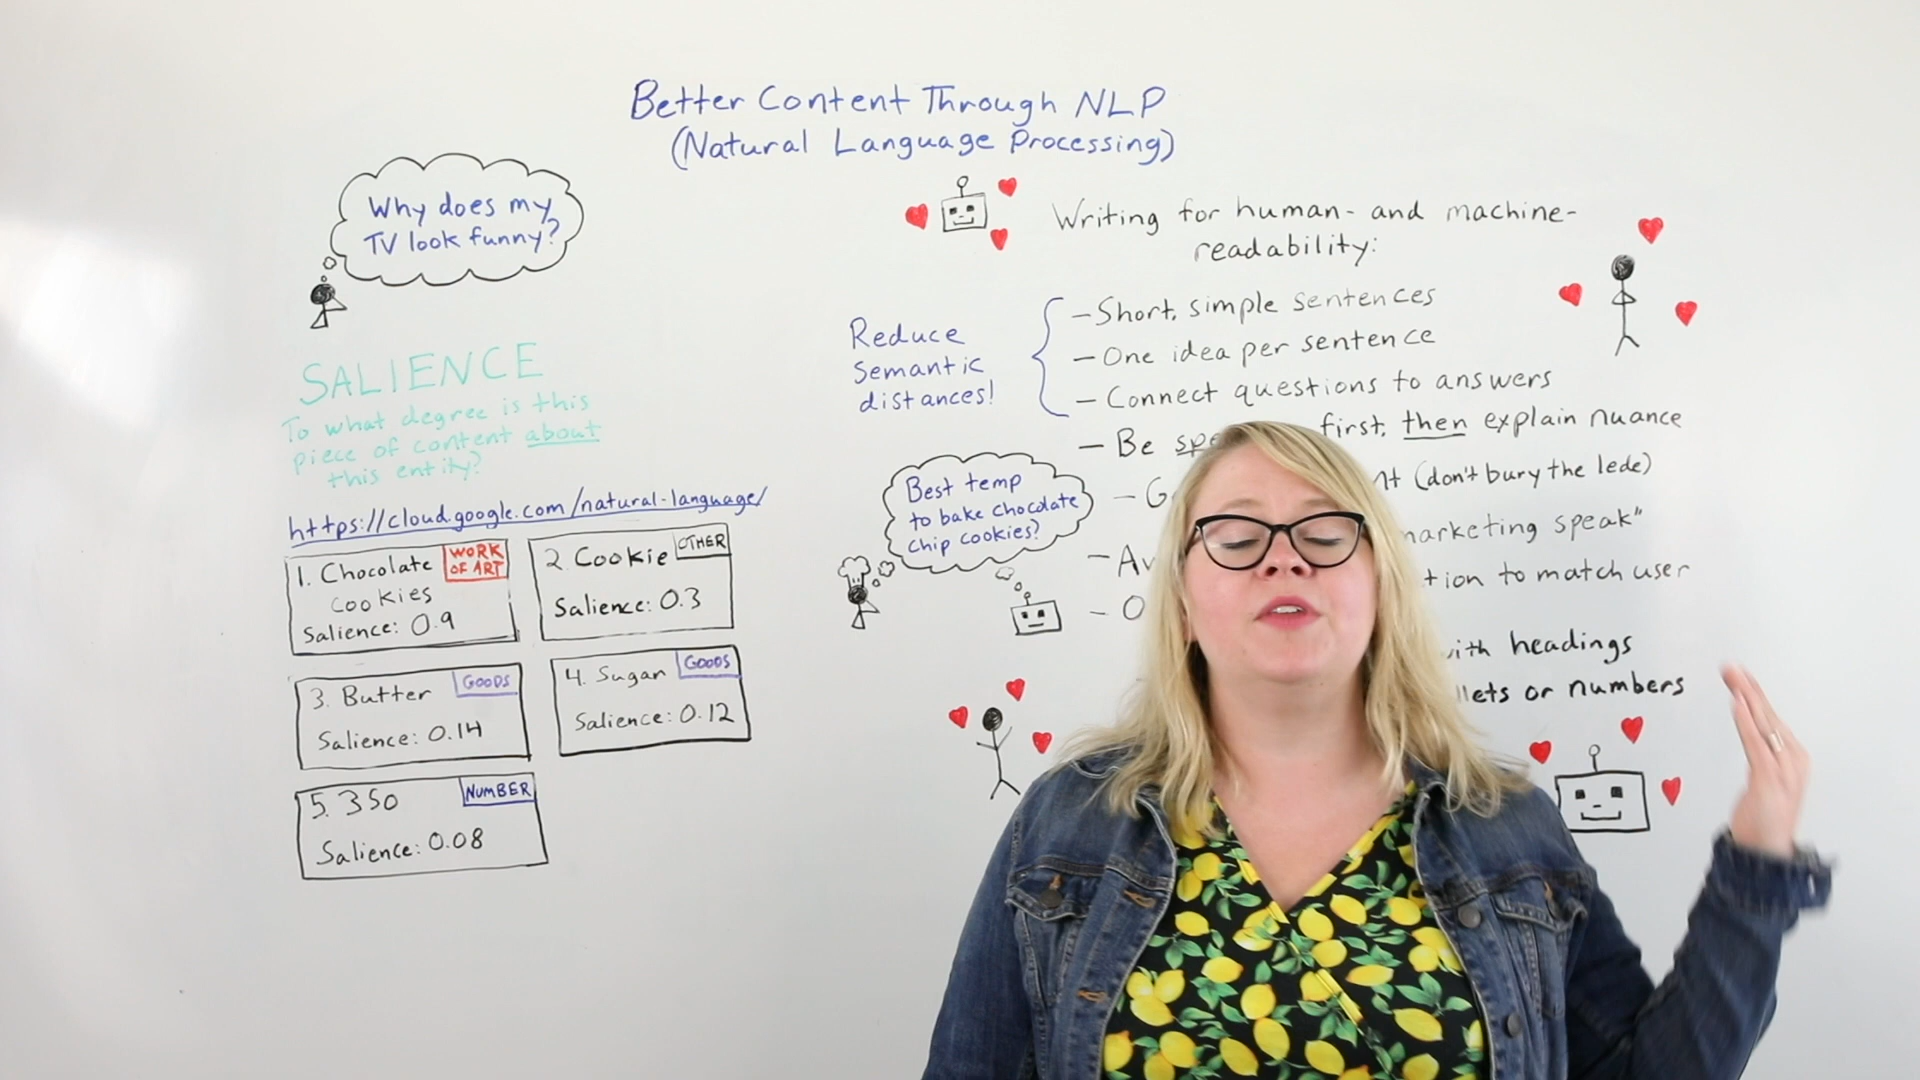 Better Content Through NLP
(Natural Language Processing)
Why does my
TV look funny?
SALIENCE
To what degree is this
piece of content about
this entity?
https://cloud.google.com/natural-language/
1. Chocolate
Cookies
WORK
OF ART
Salience: 0.9
2. Cookie
OTHER
Salience: 0.3
3. Butter
GOODS
Salience: 0.14
4. Sugar
GOODS
Salience: 0.12
5. 350
NUMBER
Salience: 0.08
Writing for human- and machine-
readability:
Reduce
Semantic
distances!
- Short, simple sentences
- One idea per sentence
- Connect questions to answers
- Be first, then explain nuance
(don't bury the lede)
marketing speak"
to match user
with headings
or numbers
Best temp
to bake chocolate
chip cookies?